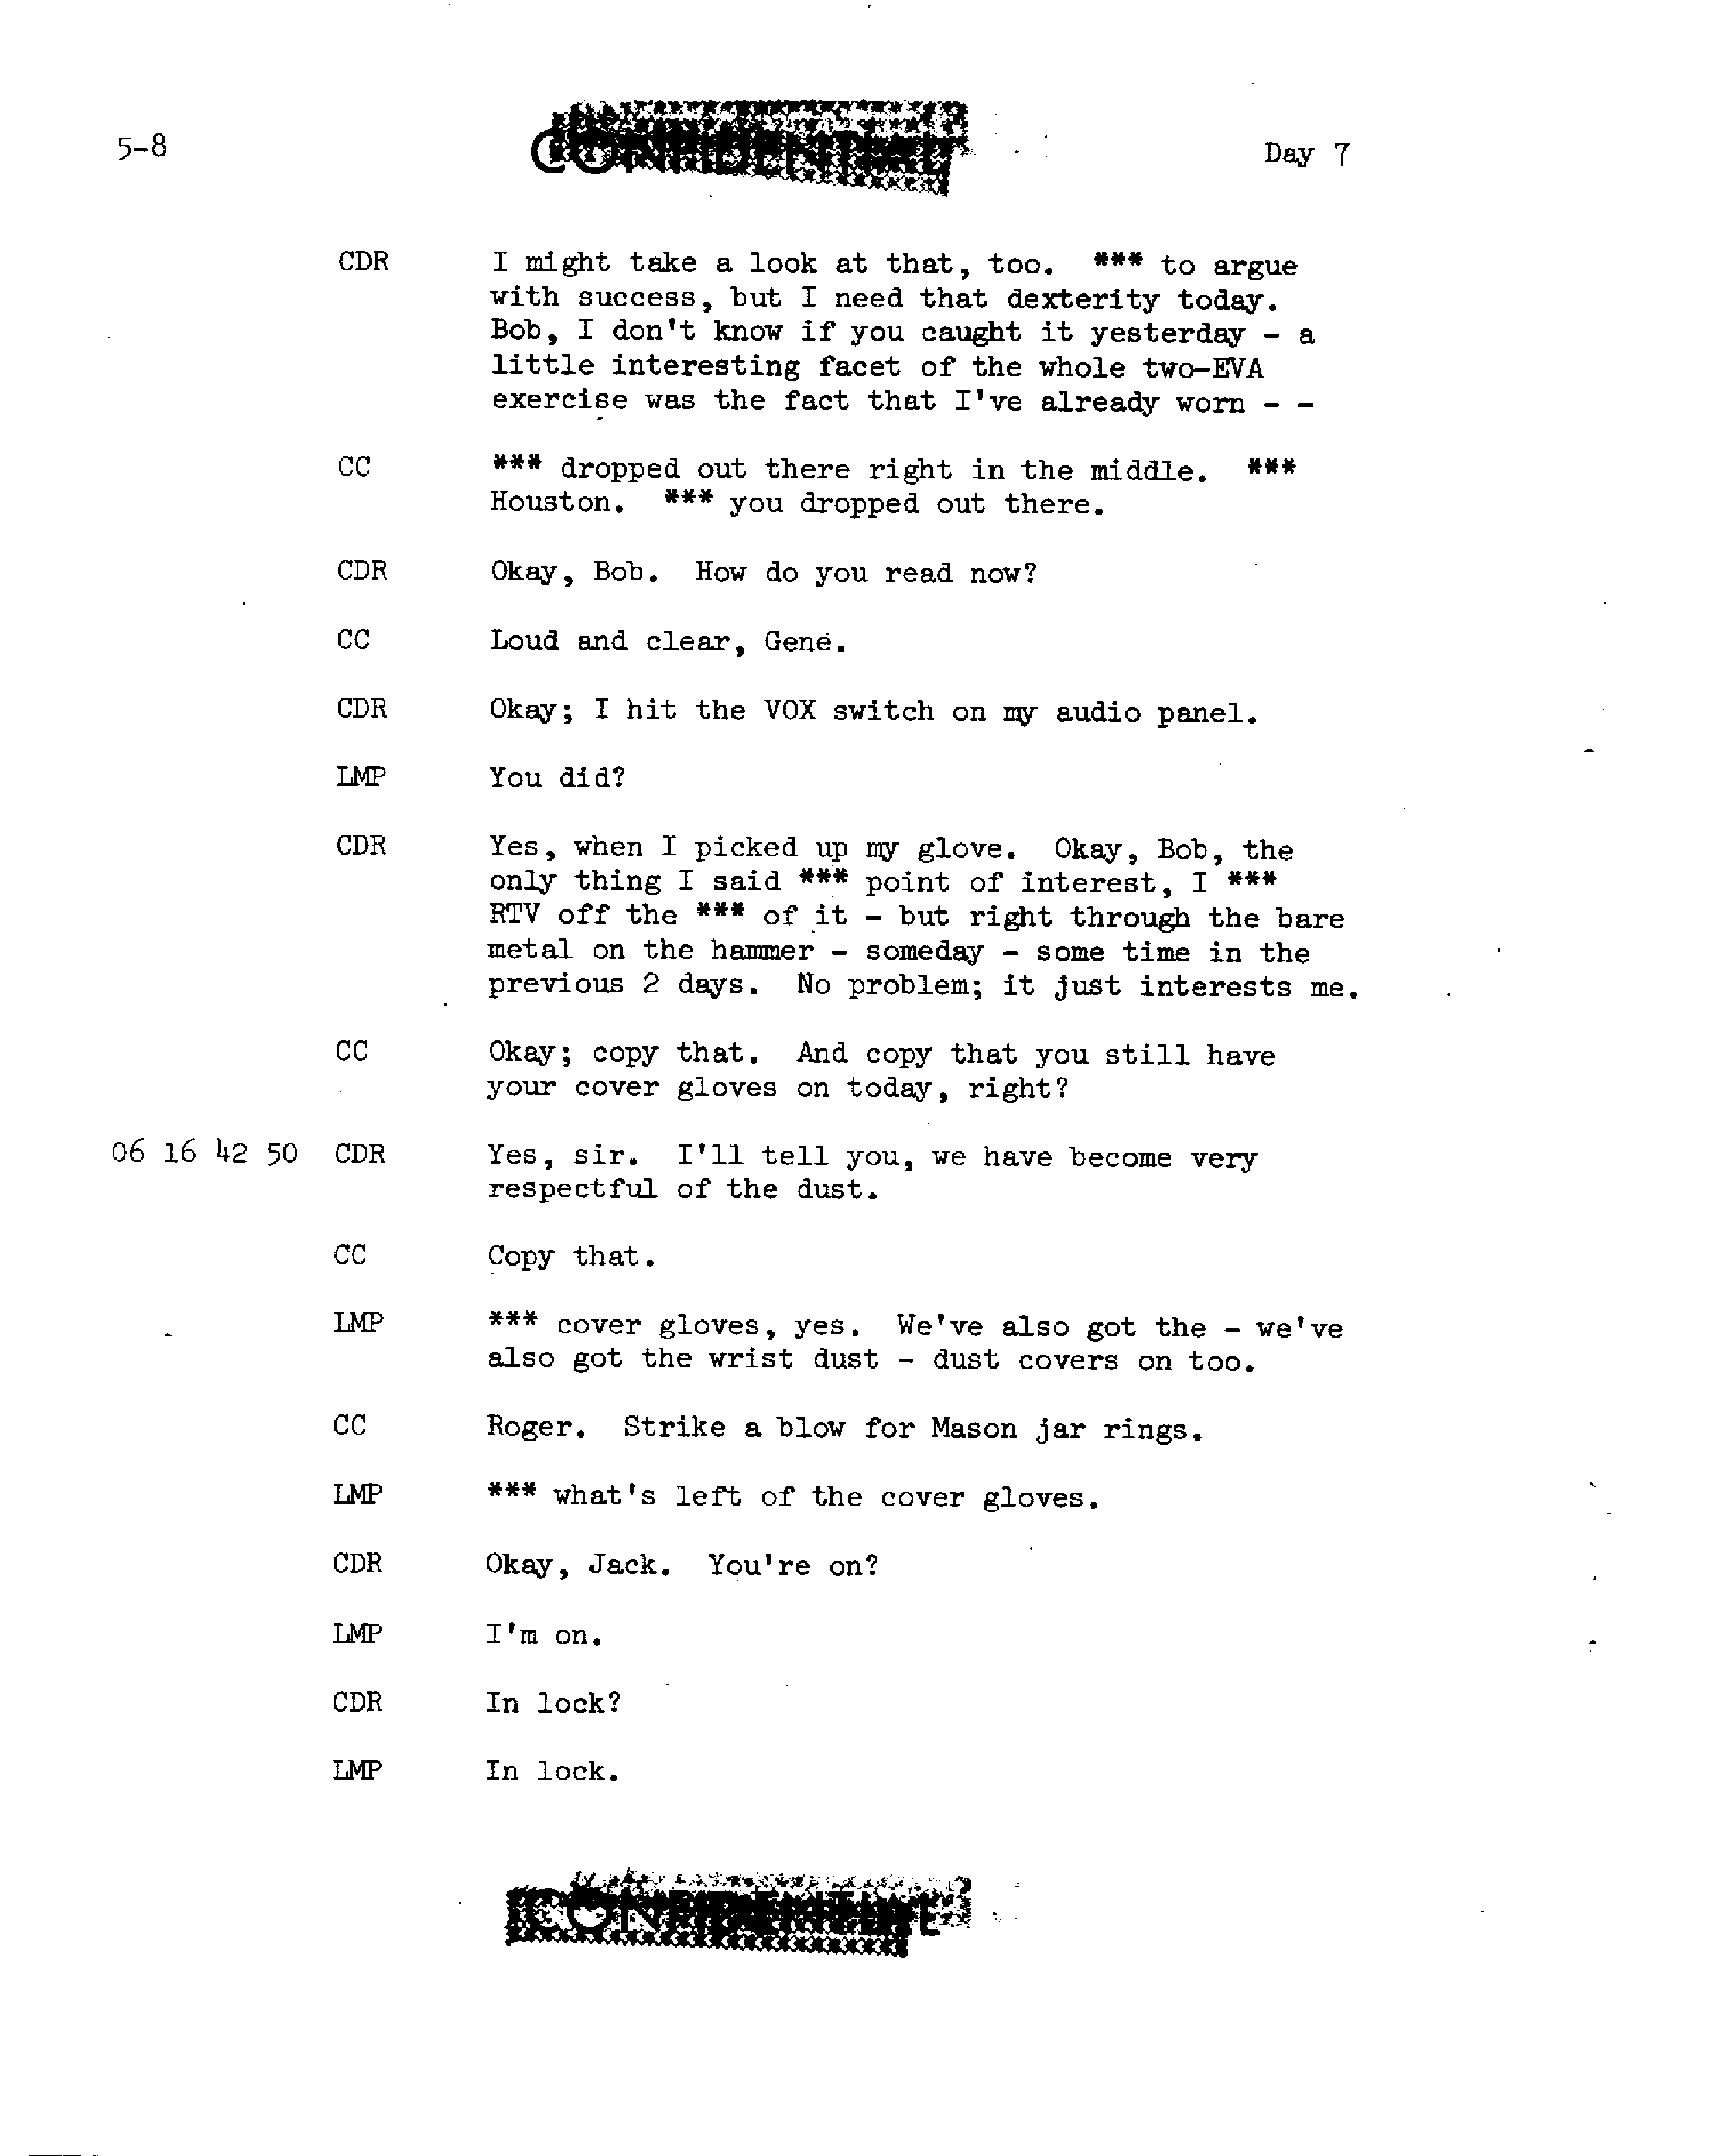 5-8 CONFIDENTIAL Day 7
CDR I might take a look at that, too. *** to argue
with success, but I need that dexterity today.
Bob, I don't know if you caught it yesterday - a
little interesting facet of the whole two-EVA
exercise was the fact that I've already worn - -
CC *** dropped out there right in the middle. ***
Houston. *** you dropped out there.
CDR Okay, Bob. How do you read now?
CC Loud and clear, Gene.
CDR Okay; I hit the VOX switch on my audio panel.
LMP You did?
CDR Yes, when I picked up my glove. Okay, Bob, the
only thing I said *** point of interest, I ***
RTV off the *** of it - but right through the bare
metal on the hammer - someday - some time in the
previous 2 days. No problem; it just interests me.
CC Okay; copy that. And copy that you still have
your cover gloves on today, right?
06 16 42 50 CDR Yes, sir. I'll tell you, we have become very
respectful of the dust.
CC Copy that.
LMP *** cover gloves, yes. We've also got the - we've
also got the wrist dust - dust covers on too.
CC Roger. Strike a blow for Mason jar rings.
LMP *** what's left of the cover gloves.
CDR Okay, Jack. You're on?
LMP I'm on.
CDR In lock?
LMP In lock.
CONFIDENTIAL